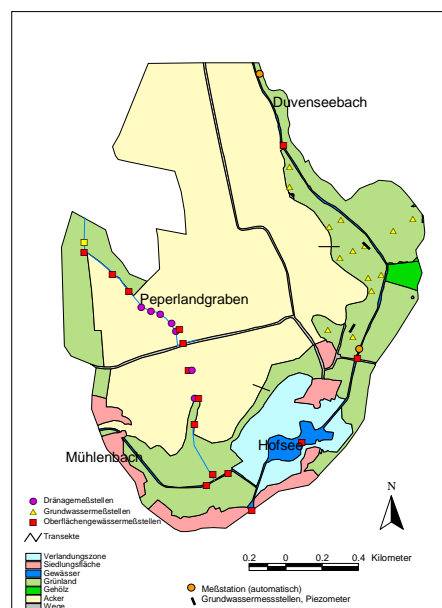 Duvenseebach
Peperlandgraben
Hofsee
Mühlenbach
N
Dränagemeßstellen
Grundwassermeßstellen
Oberflächengewässermeßstellen
Transekte
Verlandungszone
Siedlungsfläche
Gewässer
Grünland
Gehölz
Acker
Wege
0.2 0 0.2 0.4 Kilometer
Meßstation (automatisch)
Grundwassermessstellen, Piezometer